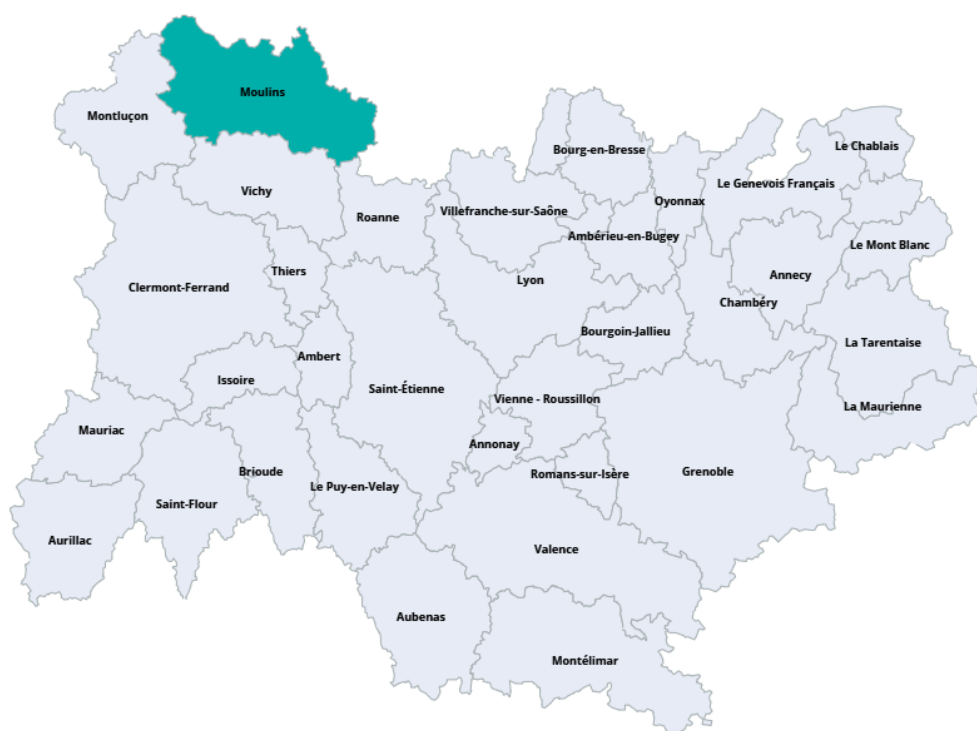 Moulins
Montluçon
Le Chablais
Bourg-en-Bresse
Le Genevois Français
Vichy
Oyonnax
Villefranche-sur-Saône
Roanne
Ambérieu-en-Bugey
Le Mont Blanc
Thiers
Annecy
Lyon
Clermont-Ferrand
Chambéry
Bourgoin-Jallieu
La Tarentaise
Ambert
Issoire
Saint-Étienne
Vienne - Roussillon
La Maurienne
Mauriac
Annonay
Brioude
Grenoble
Romans-sur-Isère
Le Puy-en-Velay
Saint-Flour
Aurillac
Valence
Aubenas
Montélimar